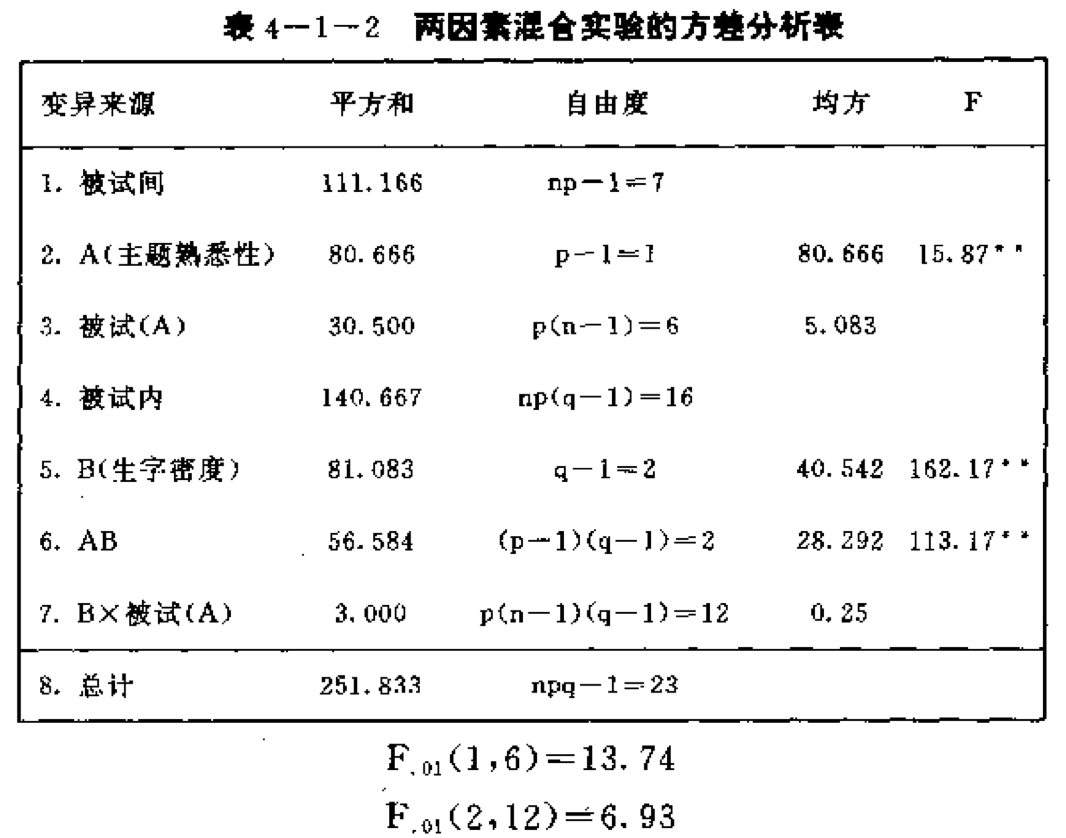 表 4-1-2 两因素混合实验的方差分析表
变异来源 平方和 自由度 均方 F
1. 被试间 111.166 np-1=7
2. A(主题熟悉性) 80.666 p-1=1 80.666 15.87**
3. 被试(A) 30.500 p(n-1)=6 5.083
4. 被试内 140.667 np(q-1)=16
5. B(生字密度) 81.083 q-1=2 40.542 162.17**
6. AB 56.584 (p-1)(q-1)=2 28.292 113.17**
7. B×被试(A) 3.000 p(n-1)(q-1)=12 0.25
8. 总计 251.833 npq-1=23
F.01(1,6)=13.74
F.01(2,12)=6.93